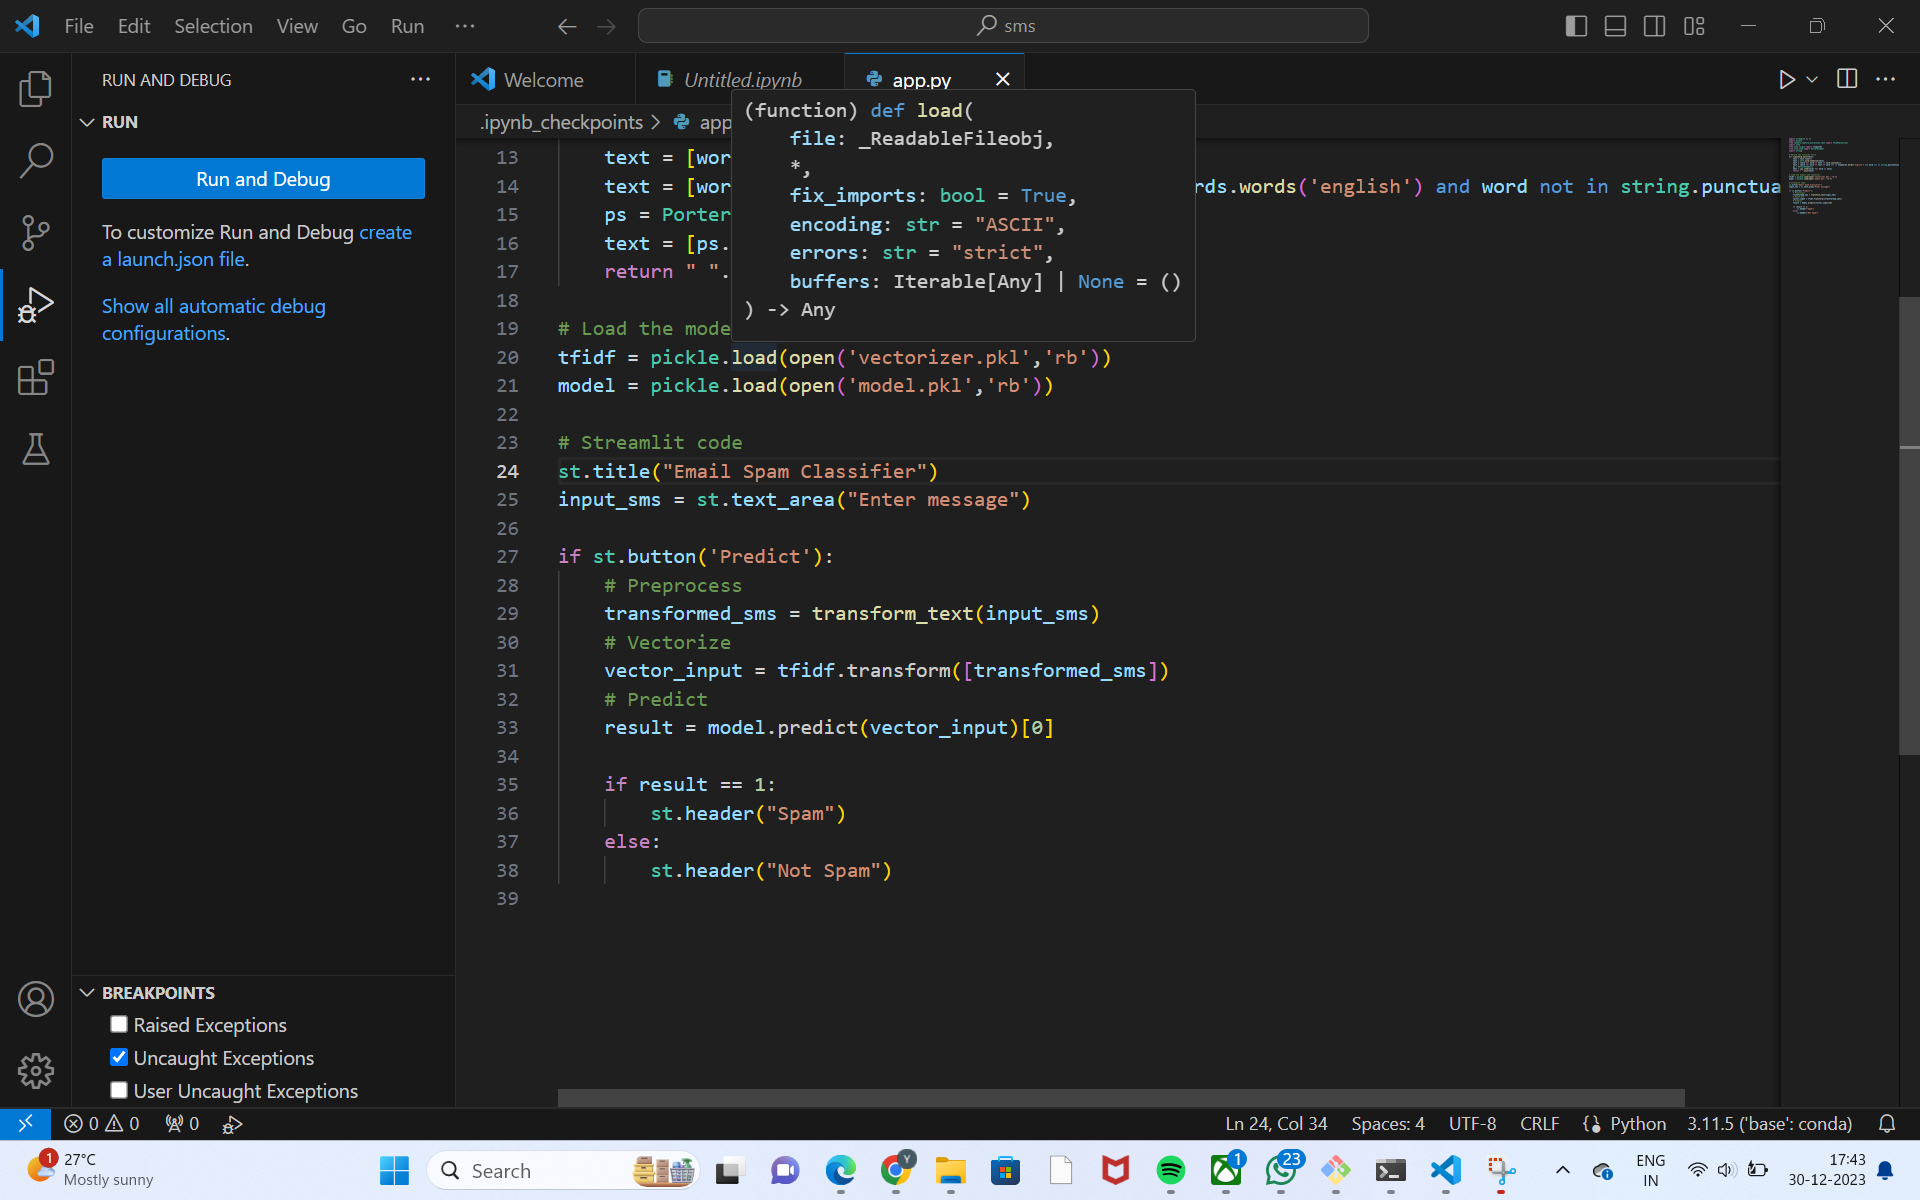 File Edit Selection View Go Run ···
sms
RUN AND DEBUG
RUN
Run and Debug
To customize Run and Debug create
a launch.json file.
Show all automatic debug
configurations.
Welcome
Untitled.ipynb
app.py
.ipynb_checkpoints > app
(function) def load(
file: _ReadableFileobj,
*,
fix_imports: bool = True,
encoding: str = "ASCII",
errors: str = "strict",
buffers: Iterable[Any] | None = ()
) -> Any
13 text = [wor
14 text = [wor rds.words('english') and word not in string.punctua
15 ps = Porter
16 text = [ps.
17 return " ".
18
19 # Load the mode
20 tfidf = pickle.load(open('vectorizer.pkl','rb'))
21 model = pickle.load(open('model.pkl','rb'))
22
23 # Streamlit code
24 st.title("Email Spam Classifier")
25 input_sms = st.text_area("Enter message")
26
27 if st.button('Predict'):
28 # Preprocess
29 transformed_sms = transform_text(input_sms)
30 # Vectorize
31 vector_input = tfidf.transform([transformed_sms])
32 # Predict
33 result = model.predict(vector_input)[0]
34
35 if result == 1:
36 st.header("Spam")
37 else:
38 st.header("Not Spam")
39
BREAKPOINTS
Raised Exceptions
Uncaught Exceptions
User Uncaught Exceptions
0 0 0
Ln 24, Col 34 Spaces: 4 UTF-8 CRLF Python 3.11.5 ('base': conda)
1
27°C
Mostly sunny
Search
Y
1
23
ENG
IN
17:43
30-12-2023